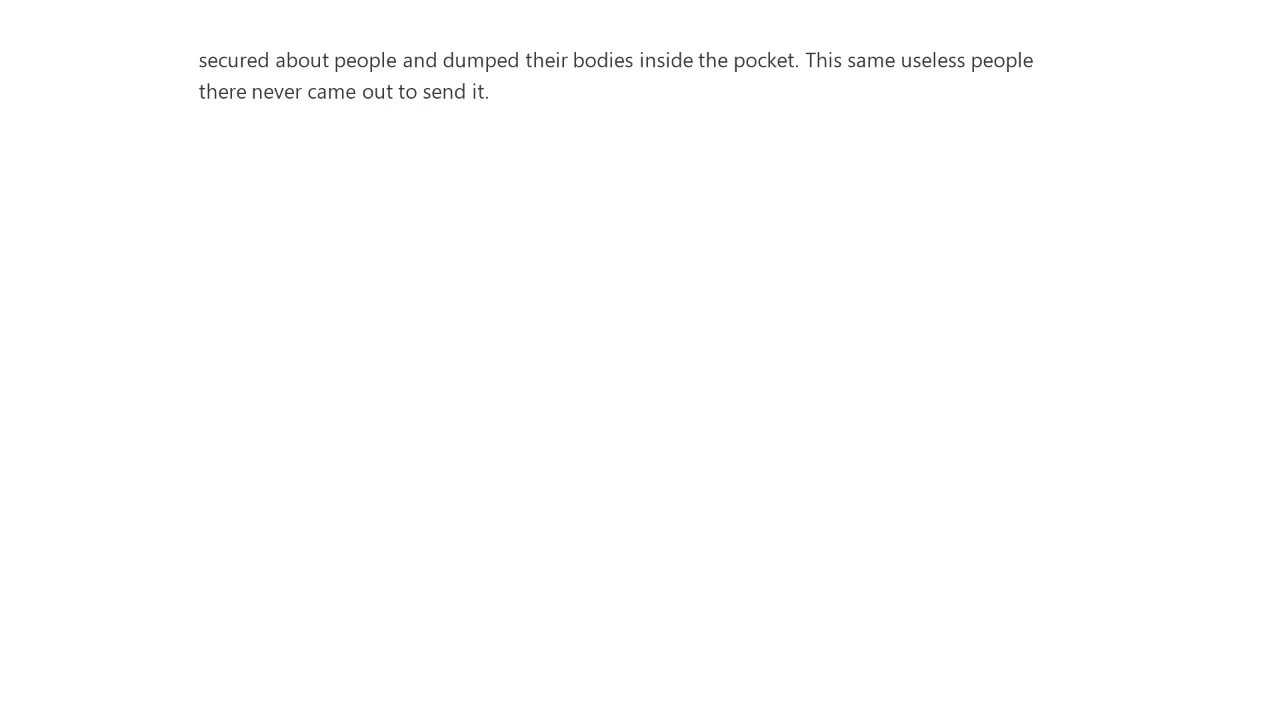 secured about people and dumped their bodies inside the pocket. This same useless people
there never came out to send it.